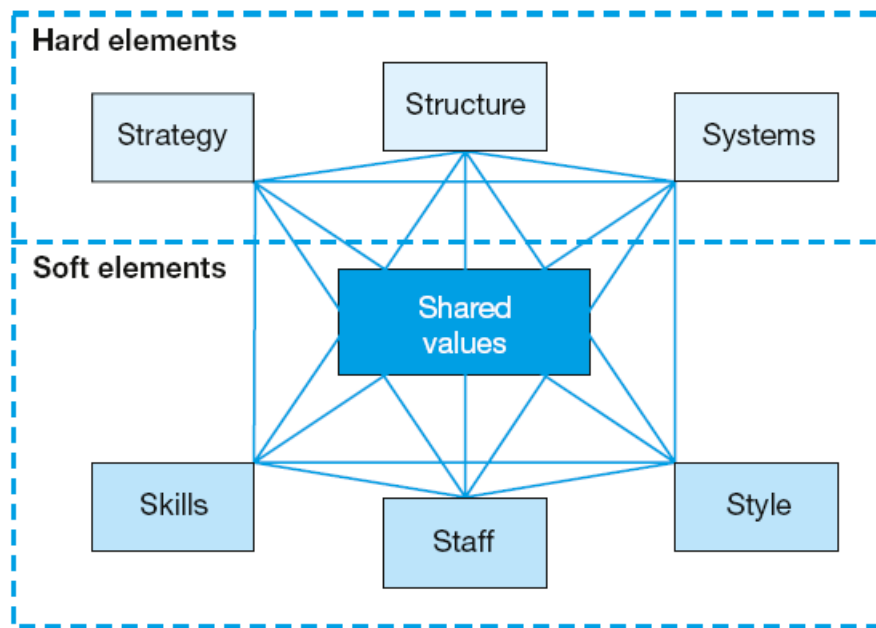 Hard elements
Structure
Strategy
Systems
Soft elements
Shared
values
Skills
Staff
Style